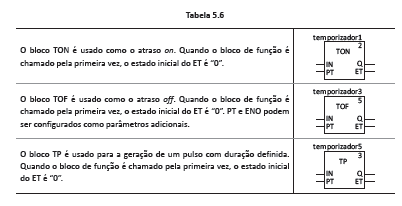 Tabela 5.6
O bloco TON é usado como o atraso on. Quando o bloco de função é
chamado pela primeira vez, o estado inicial do ET é "0".
temporizador1
2
TON
IN Q
PT ET
O bloco TOF é usado como o atraso off. Quando o bloco de função é
chamado pela primeira vez, o estado inicial do ET é "0". PT e ENO podem
ser configurados como parâmetros adicionais.
temporizador3
5
TOF
IN Q
PT ET
O bloco TP é usado para a geração de um pulso com duração definida.
Quando o bloco de função é chamado pela primeira vez, o estado inicial
do ET é "0".
temporizador5
3
TP
IN Q
PT ET